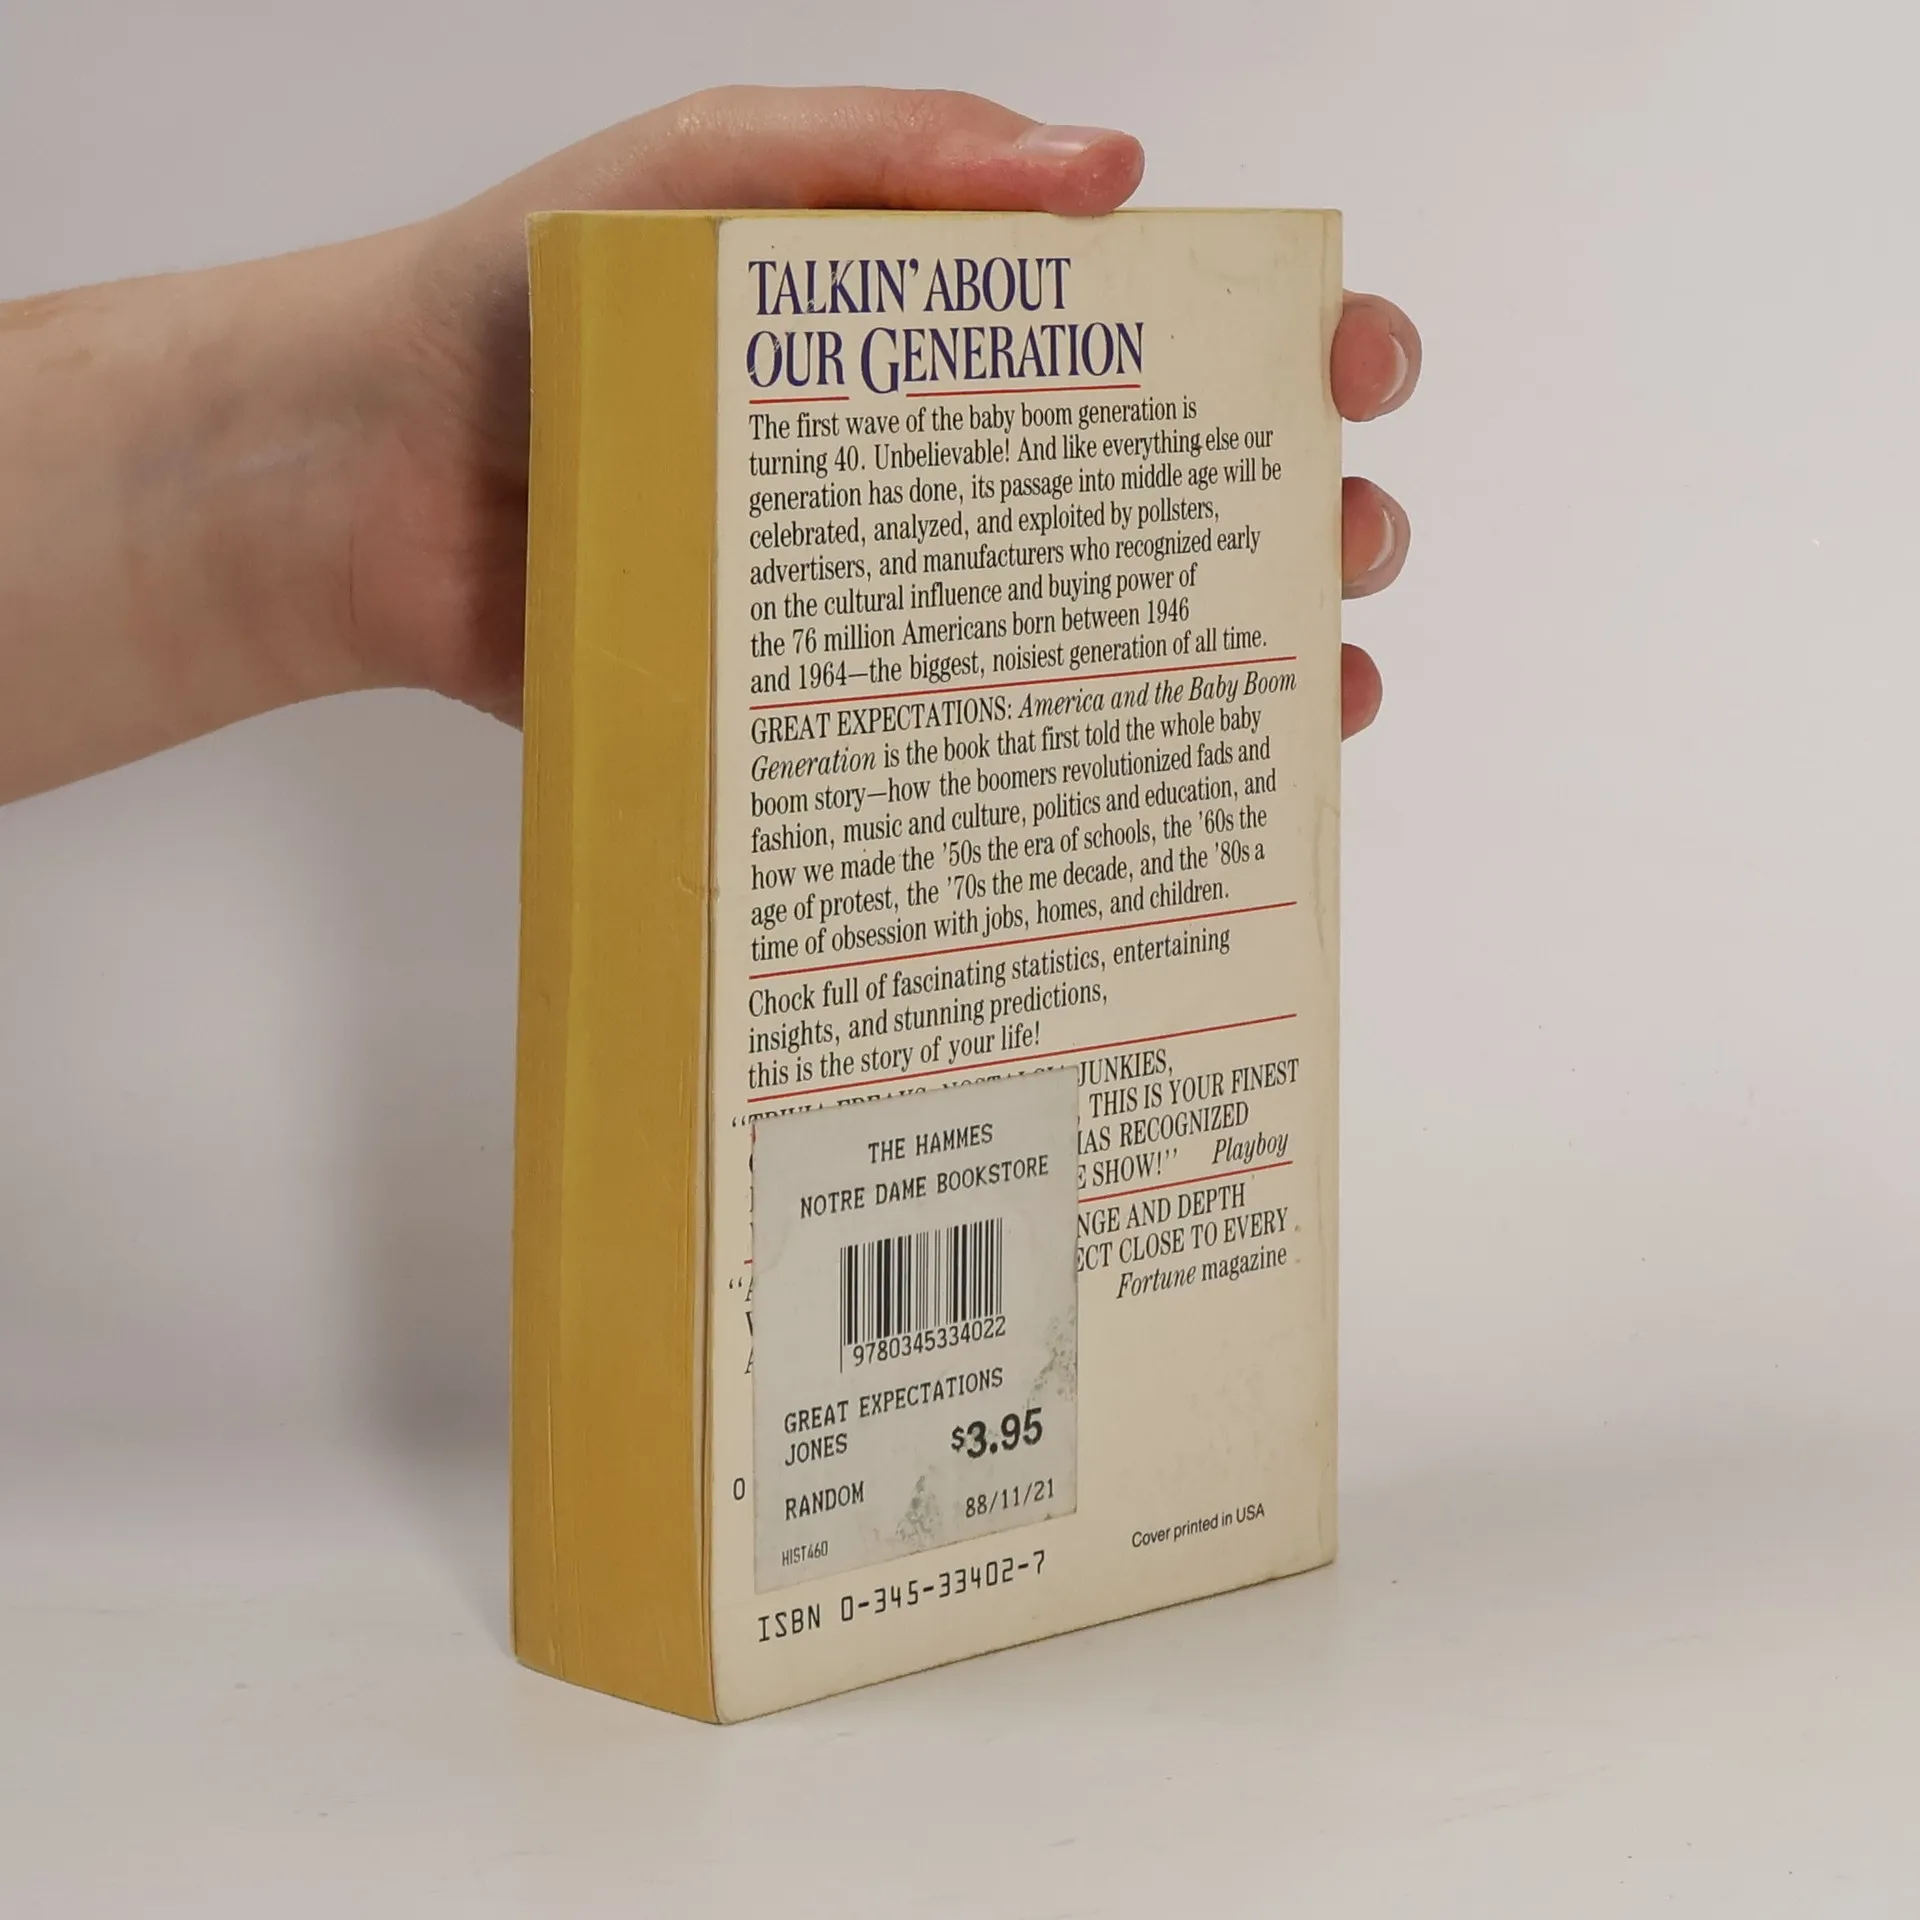 TALKIN' ABOUT
OUR GENERATION
The first wave of the baby boom generation is
turning 40. Unbelievable! And like everything else our
generation has done, its passage into middle age will be
celebrated, analyzed, and exploited by pollsters,
advertisers, and manufacturers who recognized early
on the cultural influence and buying power of
the 76 million Americans born between 1946
and 1964—the biggest, noisiest generation of all time.
GREAT EXPECTATIONS: America and the Baby Boom
Generation is the book that first told the whole baby
boom story—how the boomers revolutionized fads and
fashion, music and culture, politics and education, and
how we made the '50s the era of schools, the '60s the
age of protest, the '70s the me decade, and the '80s a
time of obsession with jobs, homes, and children.
Chock full of fascinating statistics, entertaining
insights, and stunning predictions,
this is the story of your life!
“TRIVIA FREAKS, NOSTALGIA JUNKIES,
THIS IS YOUR FINEST
HAS RECOGNIZED
SHOW!” Playboy
AND DEPTH
CLOSE TO EVERY
Fortune magazine
THE HAMMES
NOTRE DAME BOOKSTORE
9780345334022
GREAT EXPECTATIONS
JONES
$3.95
RANDOM
88/11/21
HIST460
0
Cover printed in USA
ISBN 0-345-33402-7